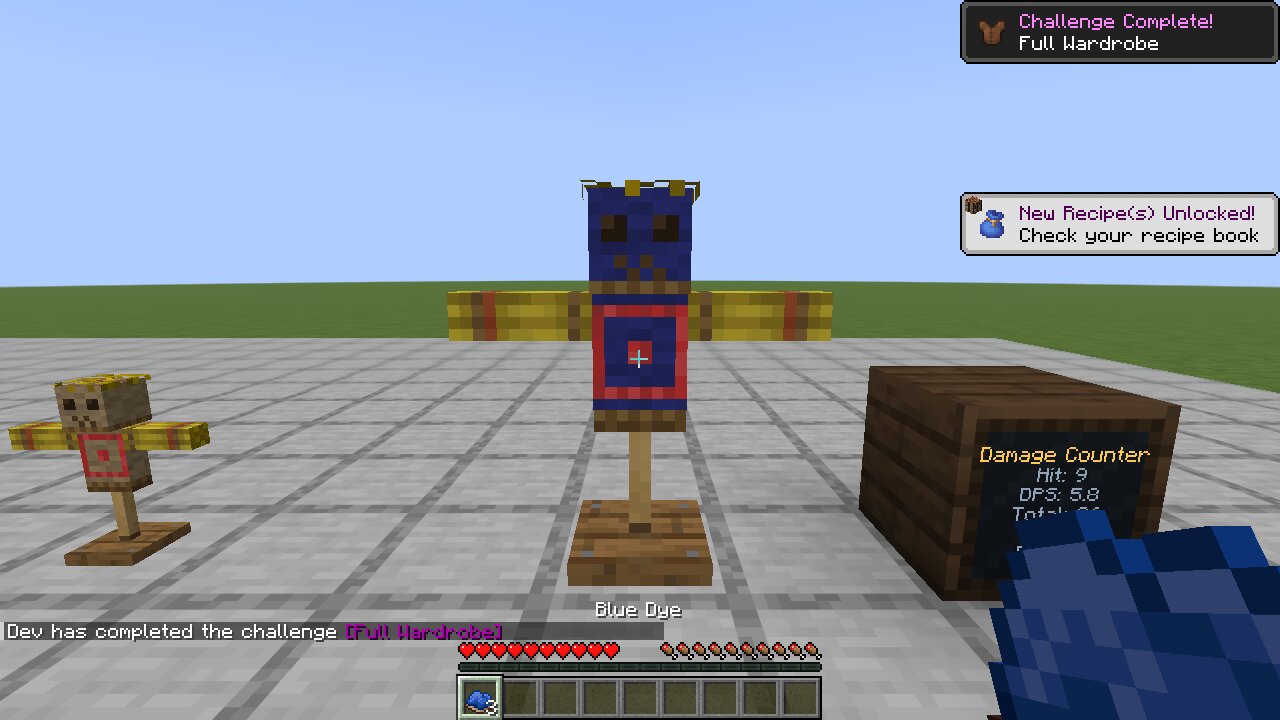 Challenge Complete!
Full Wardrobe
New Recipe(s) Unlocked!
Check your recipe book
Damage Counter
Hit: 9
DPS: 5.8
Blue Dye
Dev has completed the challenge [Full Wardrobe]